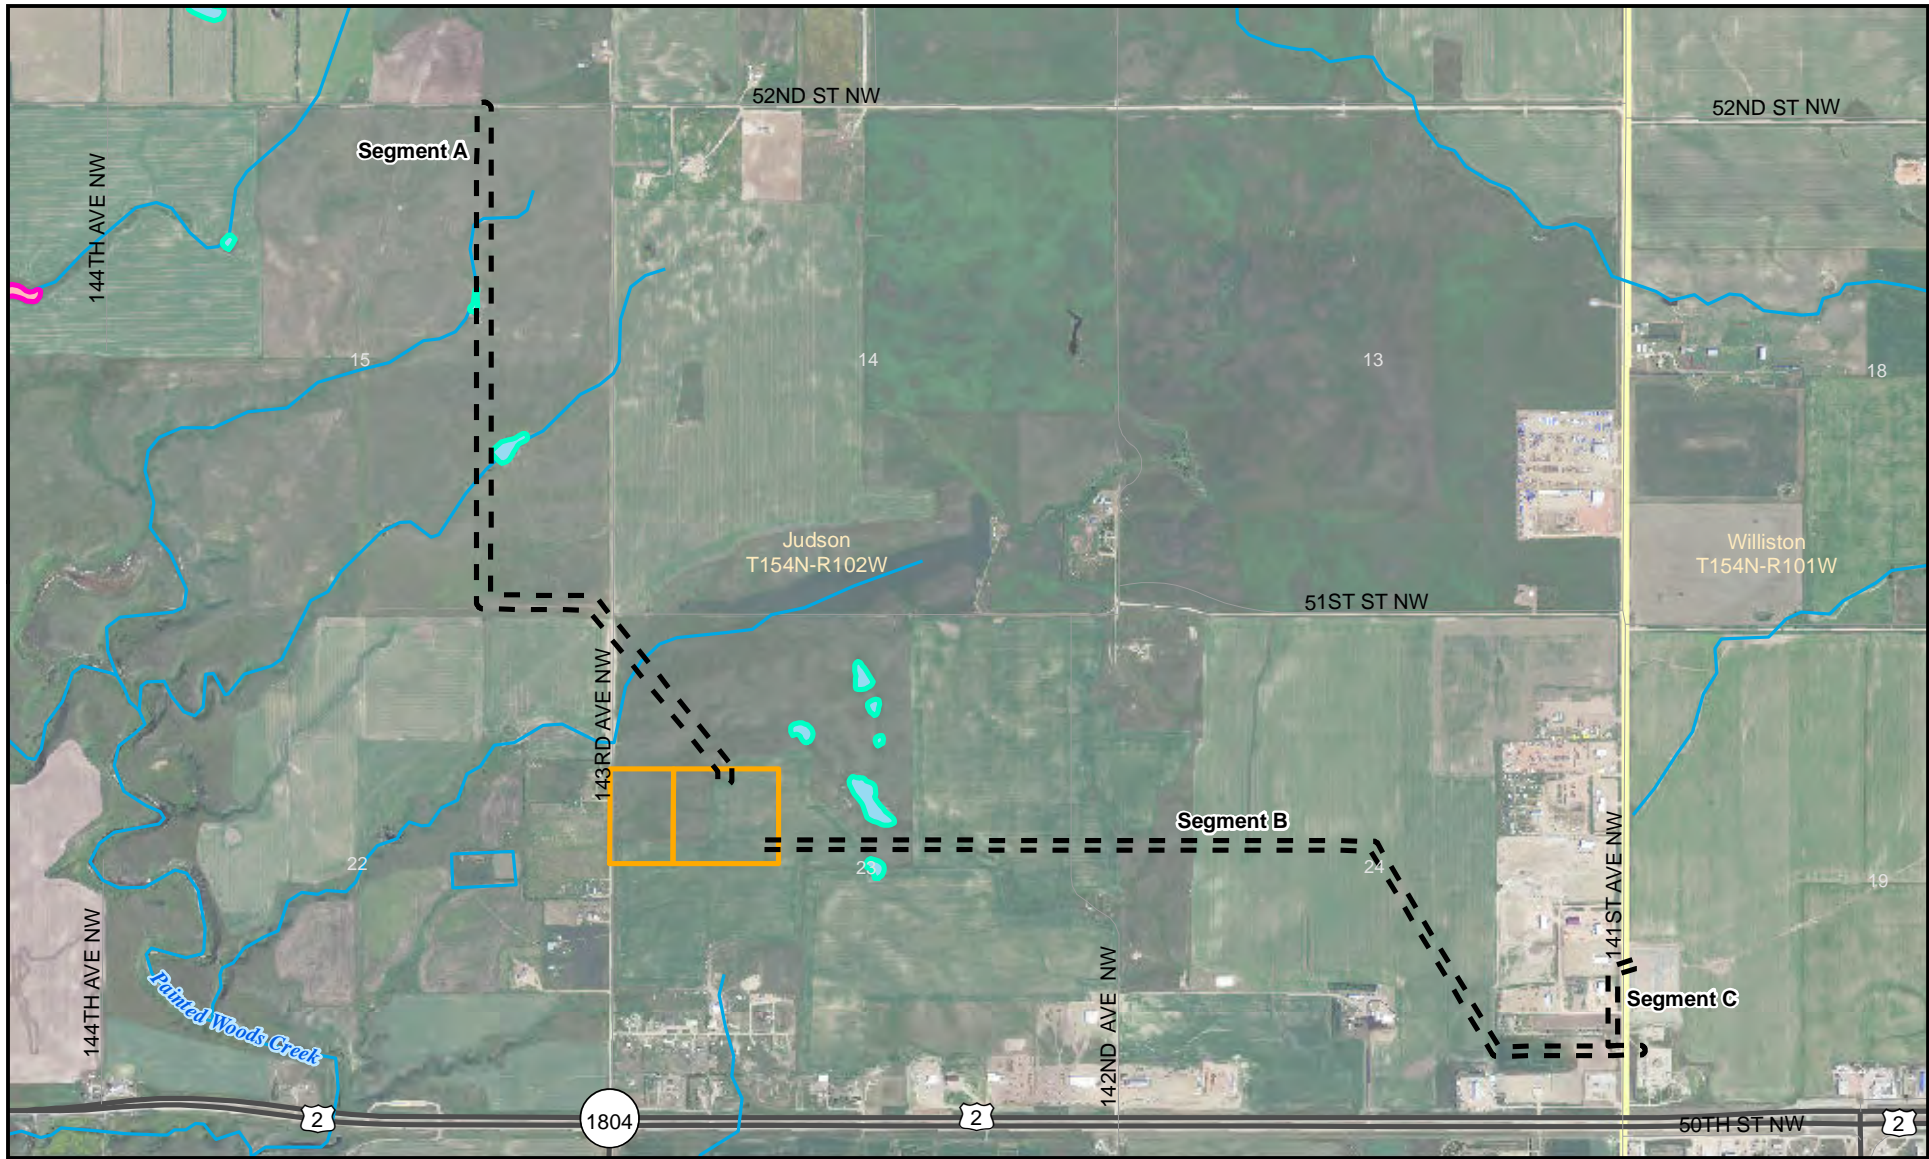 52ND ST NW
52ND ST NW
Segment A
144TH AVE NW
15
14
13
18
Judson
T154N-R102W
Williston
T154N-R101W
51ST ST NW
143RD AVE NW
Segment B
22
23
24
19
141ST AVE NW
144TH AVE NW
142ND AVE NW
Painted Woods Creek
Segment C
2
1804
2
50TH ST NW
2